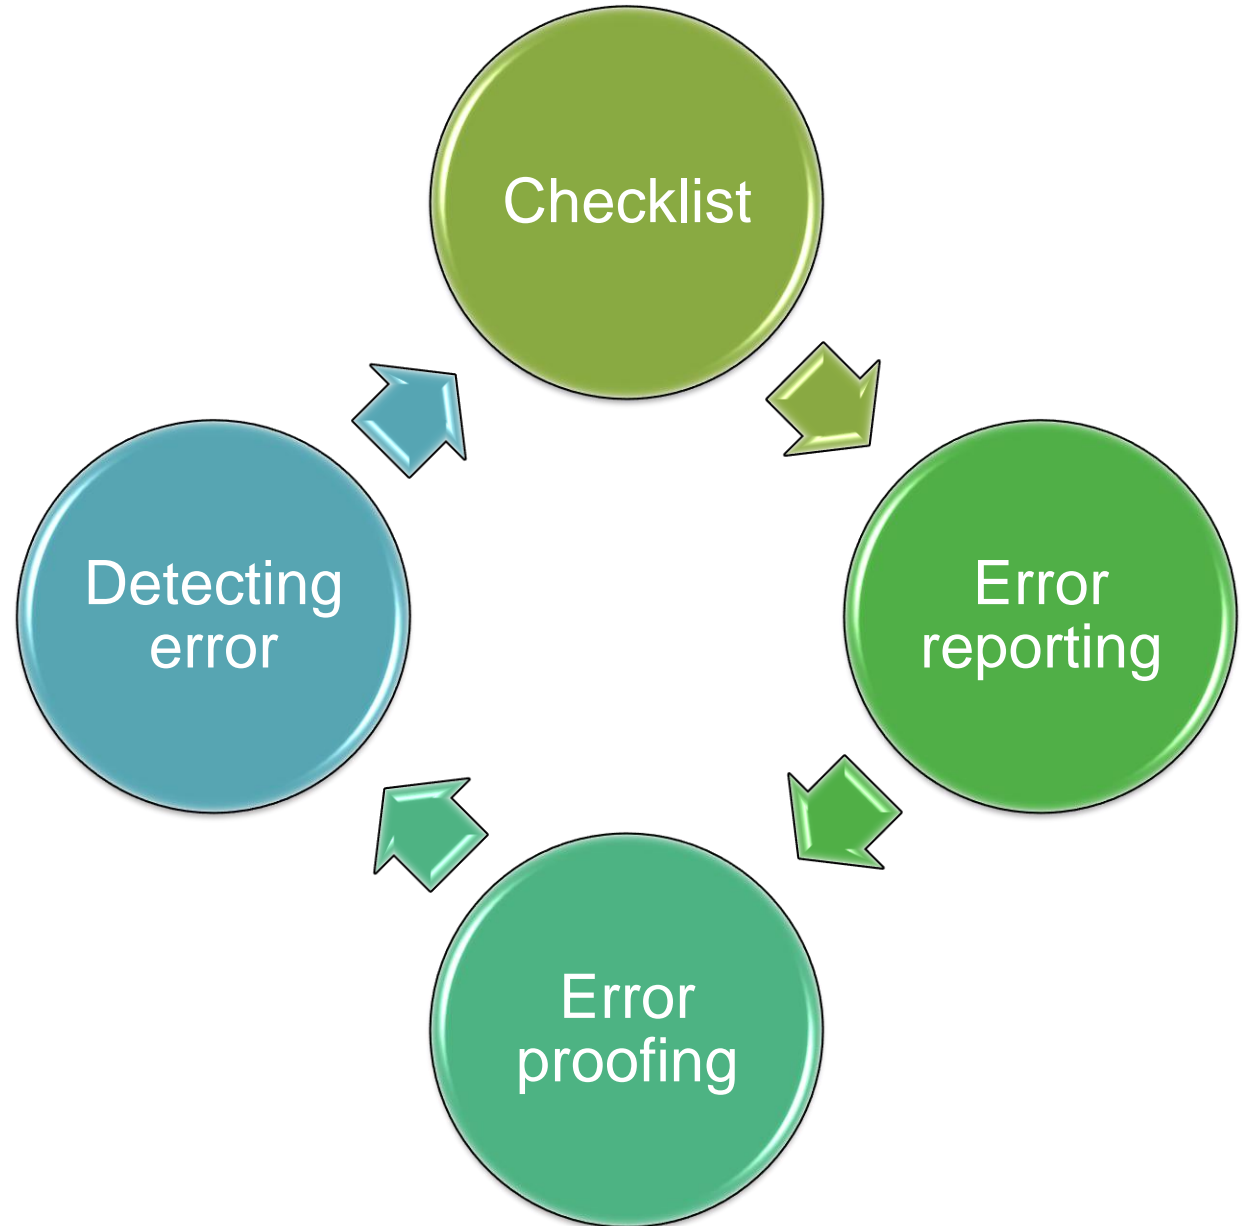 Checklist
Error
reporting
Error
proofing
Detecting
error